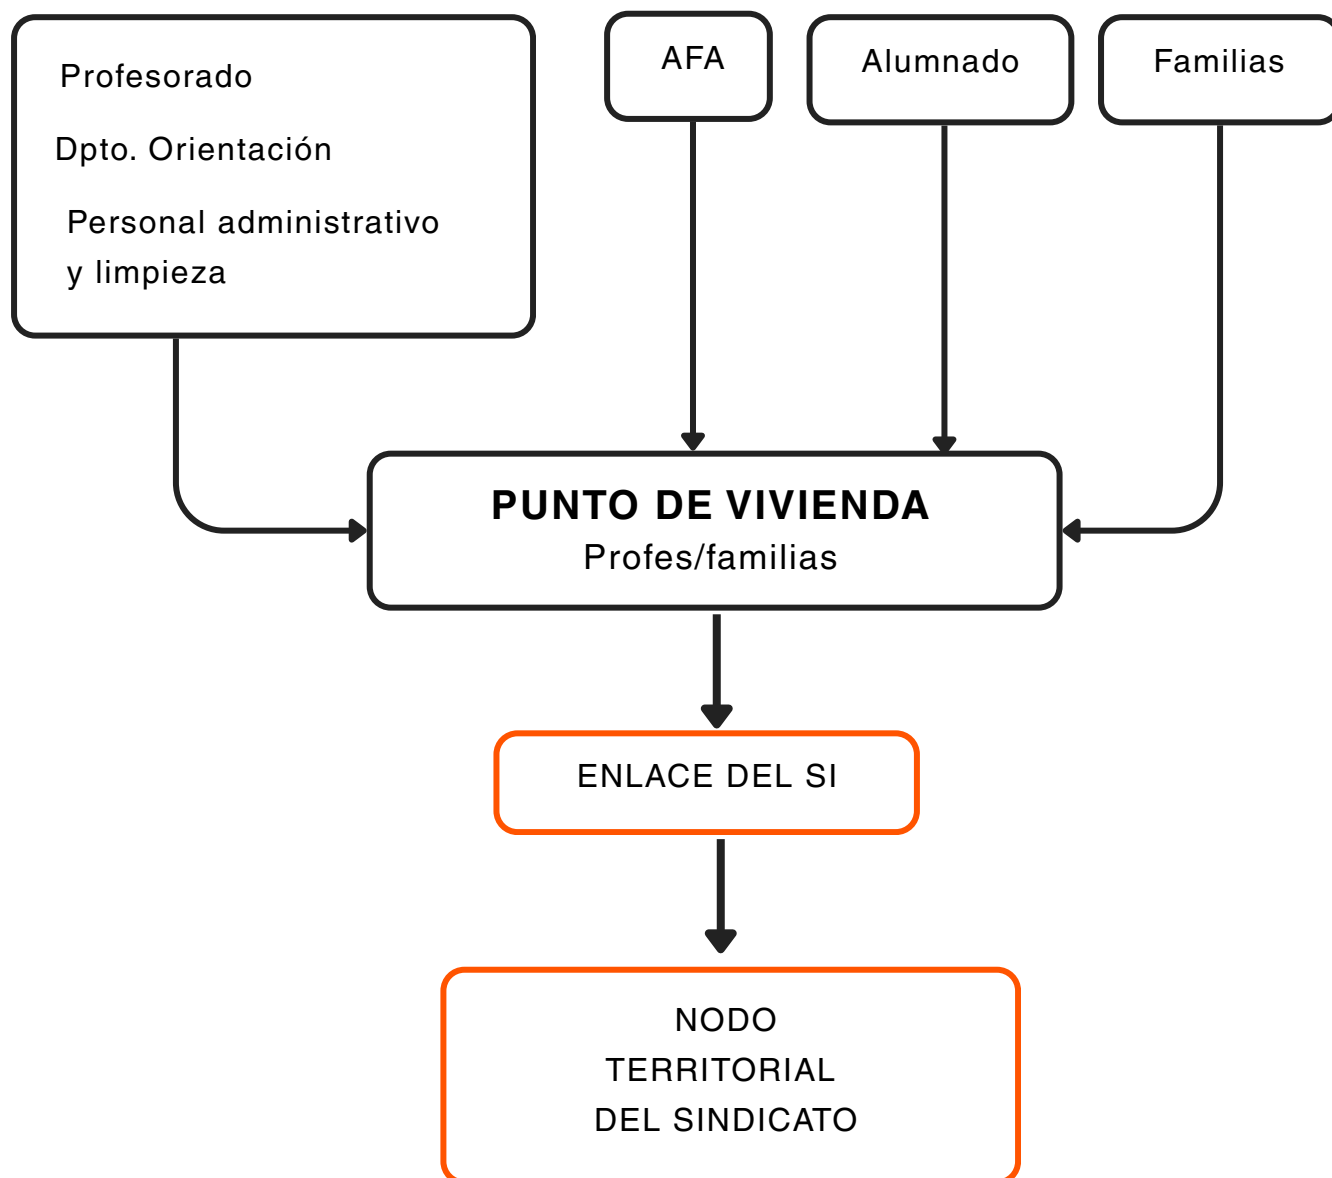 Profesorado
Dpto. Orientación
Personal administrativo
y limpieza
AFA
Alumnado
Familias
PUNTO DE VIVIENDA
Profes/familias
ENLACE DEL SI
NODO
TERRITORIAL
DEL SINDICATO